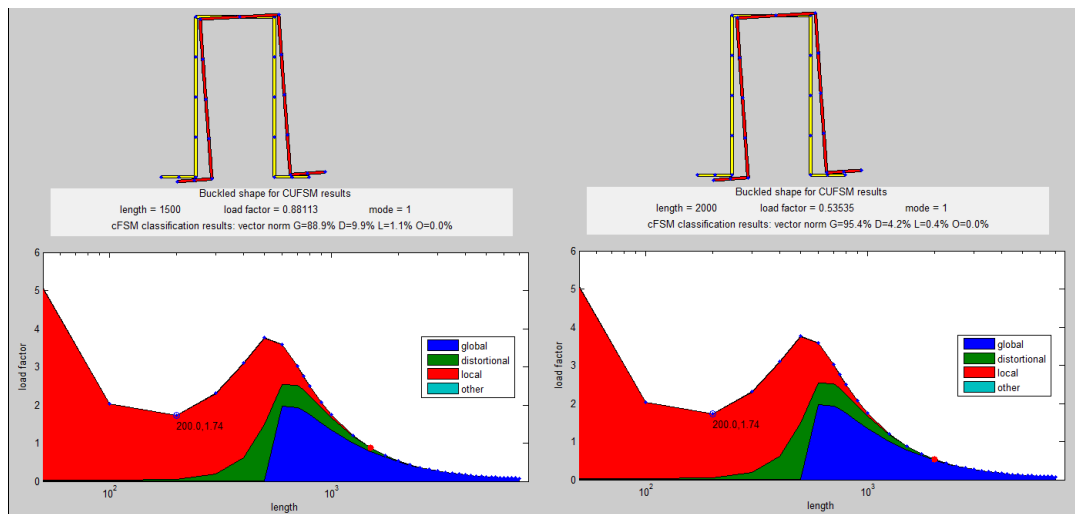 Buckled shape for CUFSM results
length = 1500 load factor = 0.88113 mode = 1
cFSM classification results: vector norm G=88.9% D=9.9% L=1.1% O=0.0%
6
5
4
3
2
1
0
load factor
200.0,1.74
global
distortional
local
other
10²
10³
length
Buckled shape for CUFSM results
length = 2000 load factor = 0.53535 mode = 1
cFSM classification results: vector norm G=95.4% D=4.2% L=0.4% O=0.0%
6
5
4
3
2
1
0
load factor
200.0,1.74
global
distortional
local
other
10²
10³
length